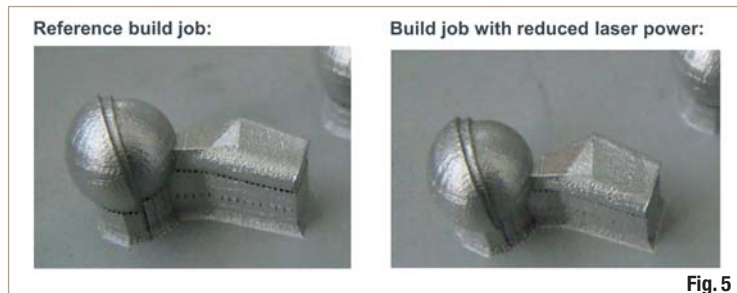 Reference build job:
Build job with reduced laser power:
Fig. 5